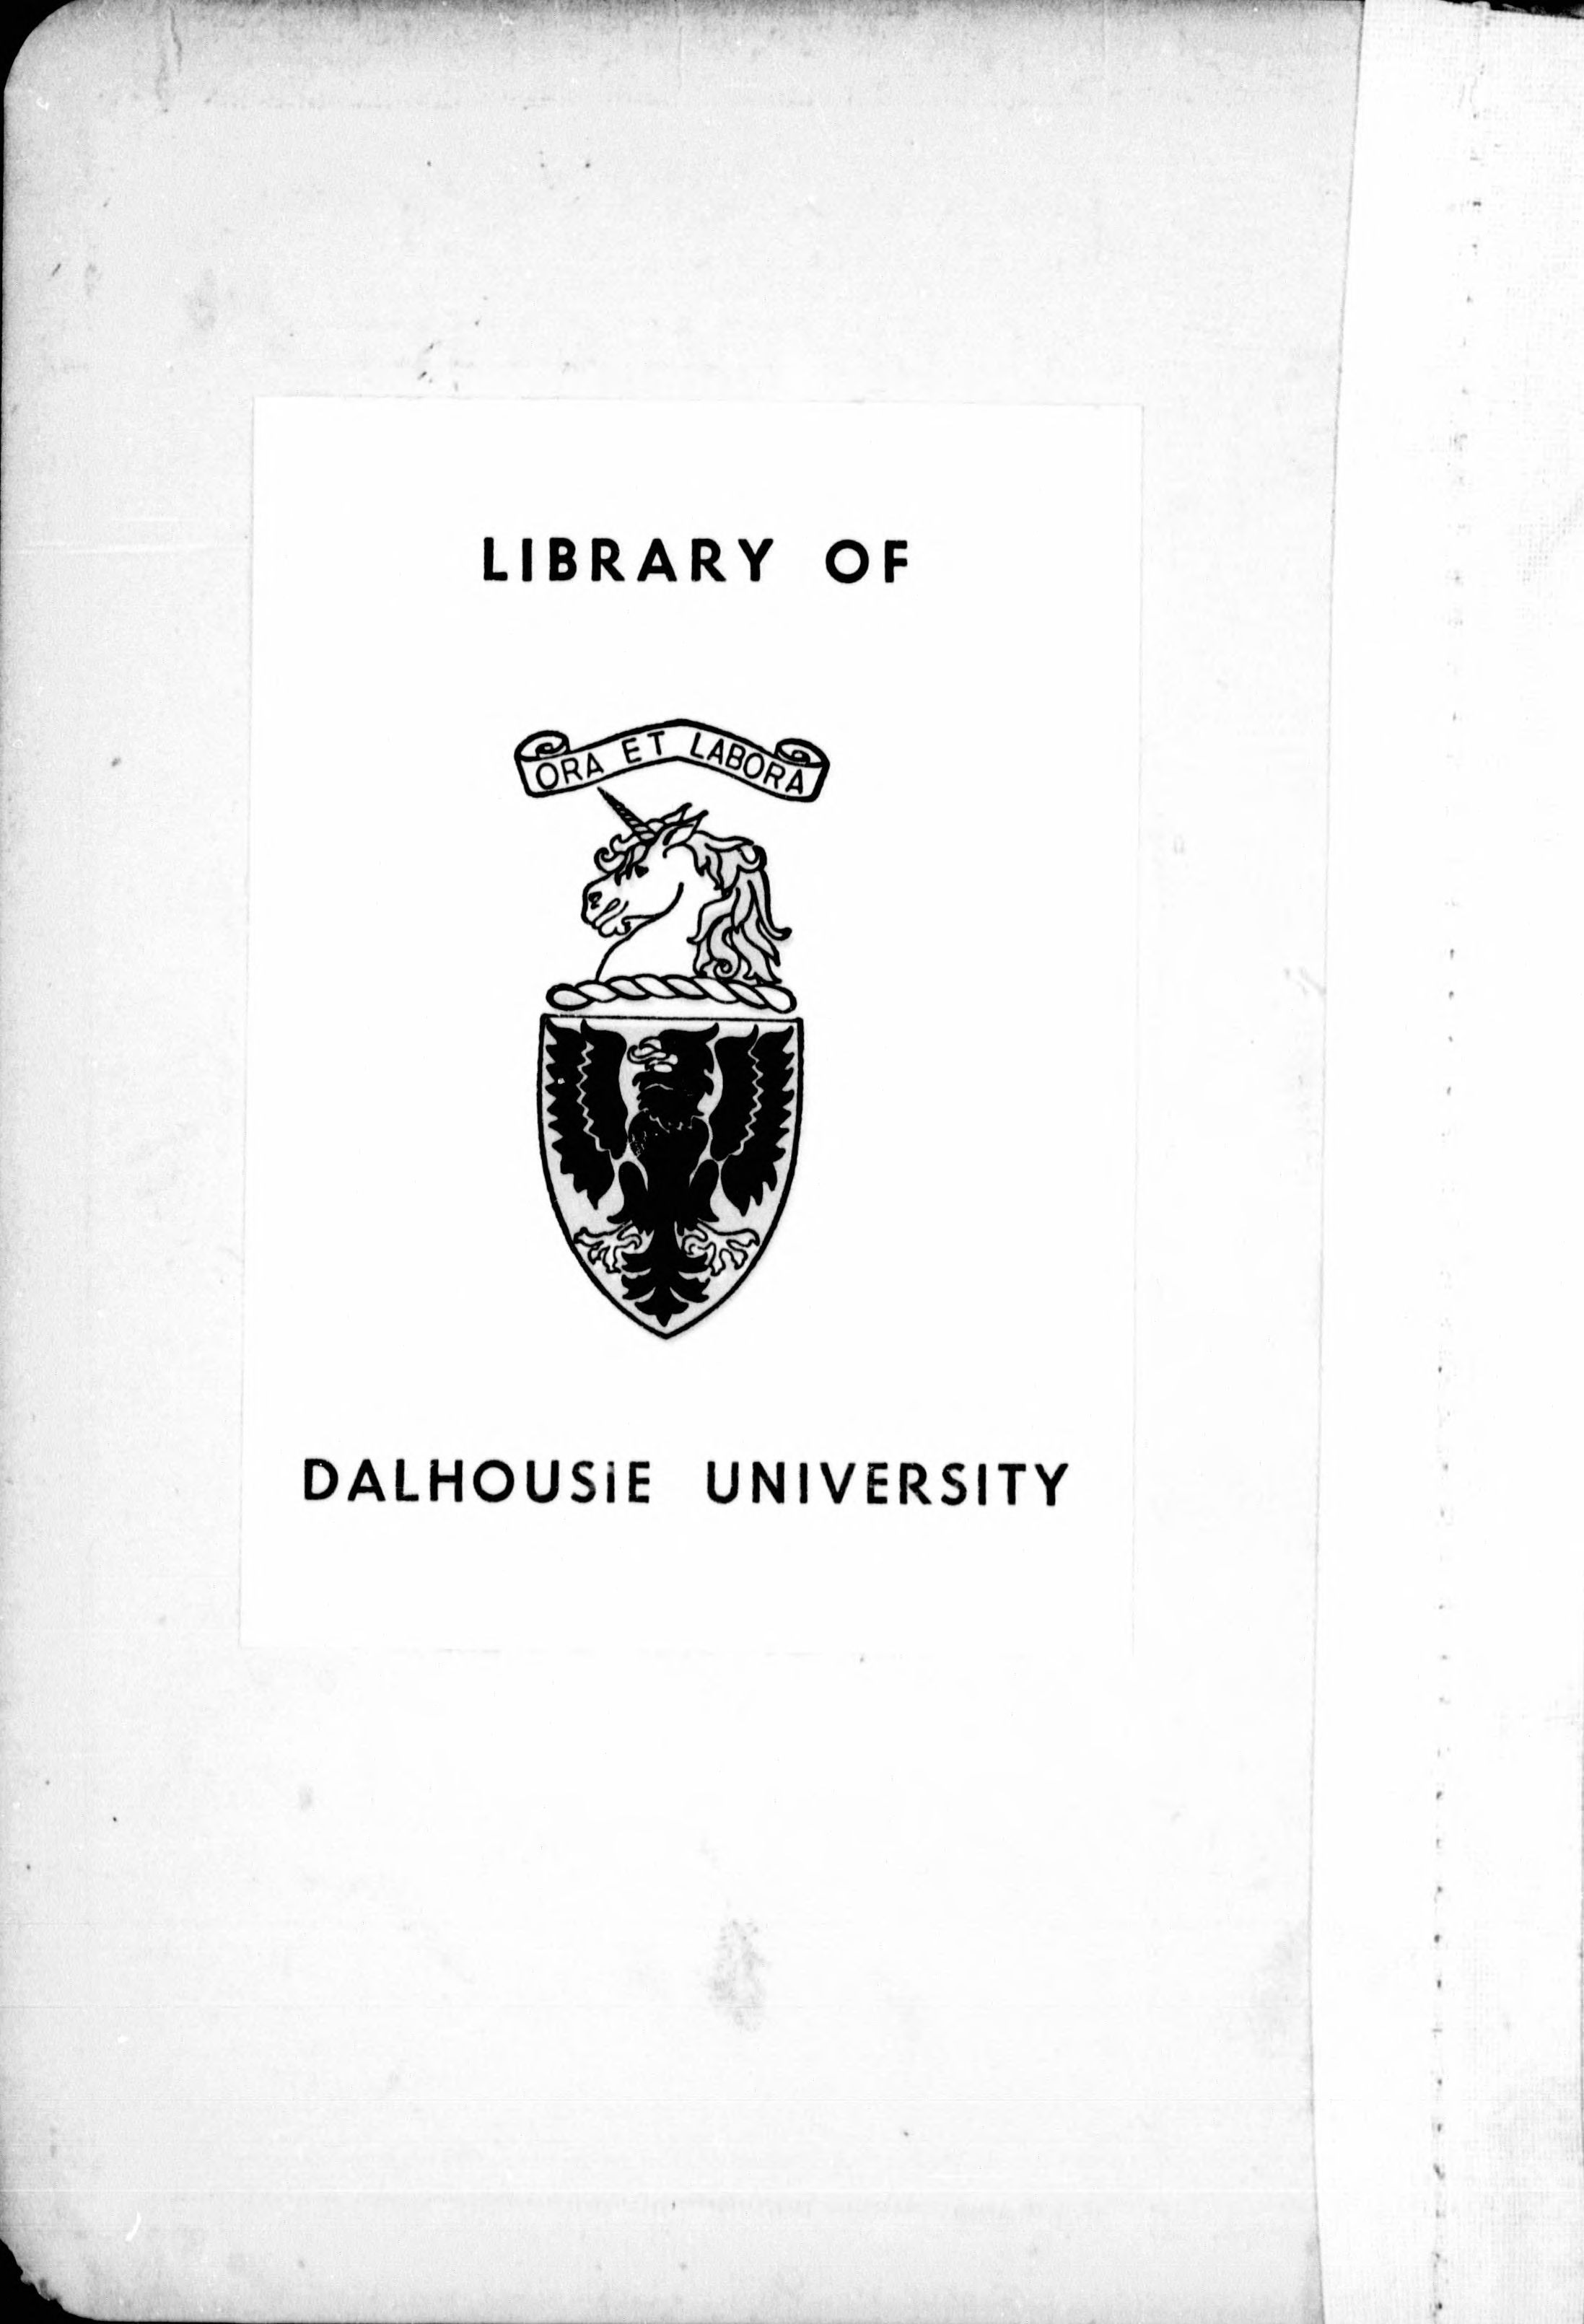 LIBRARY OF
ORA ET LABORA
DALHOUSIE UNIVERSITY